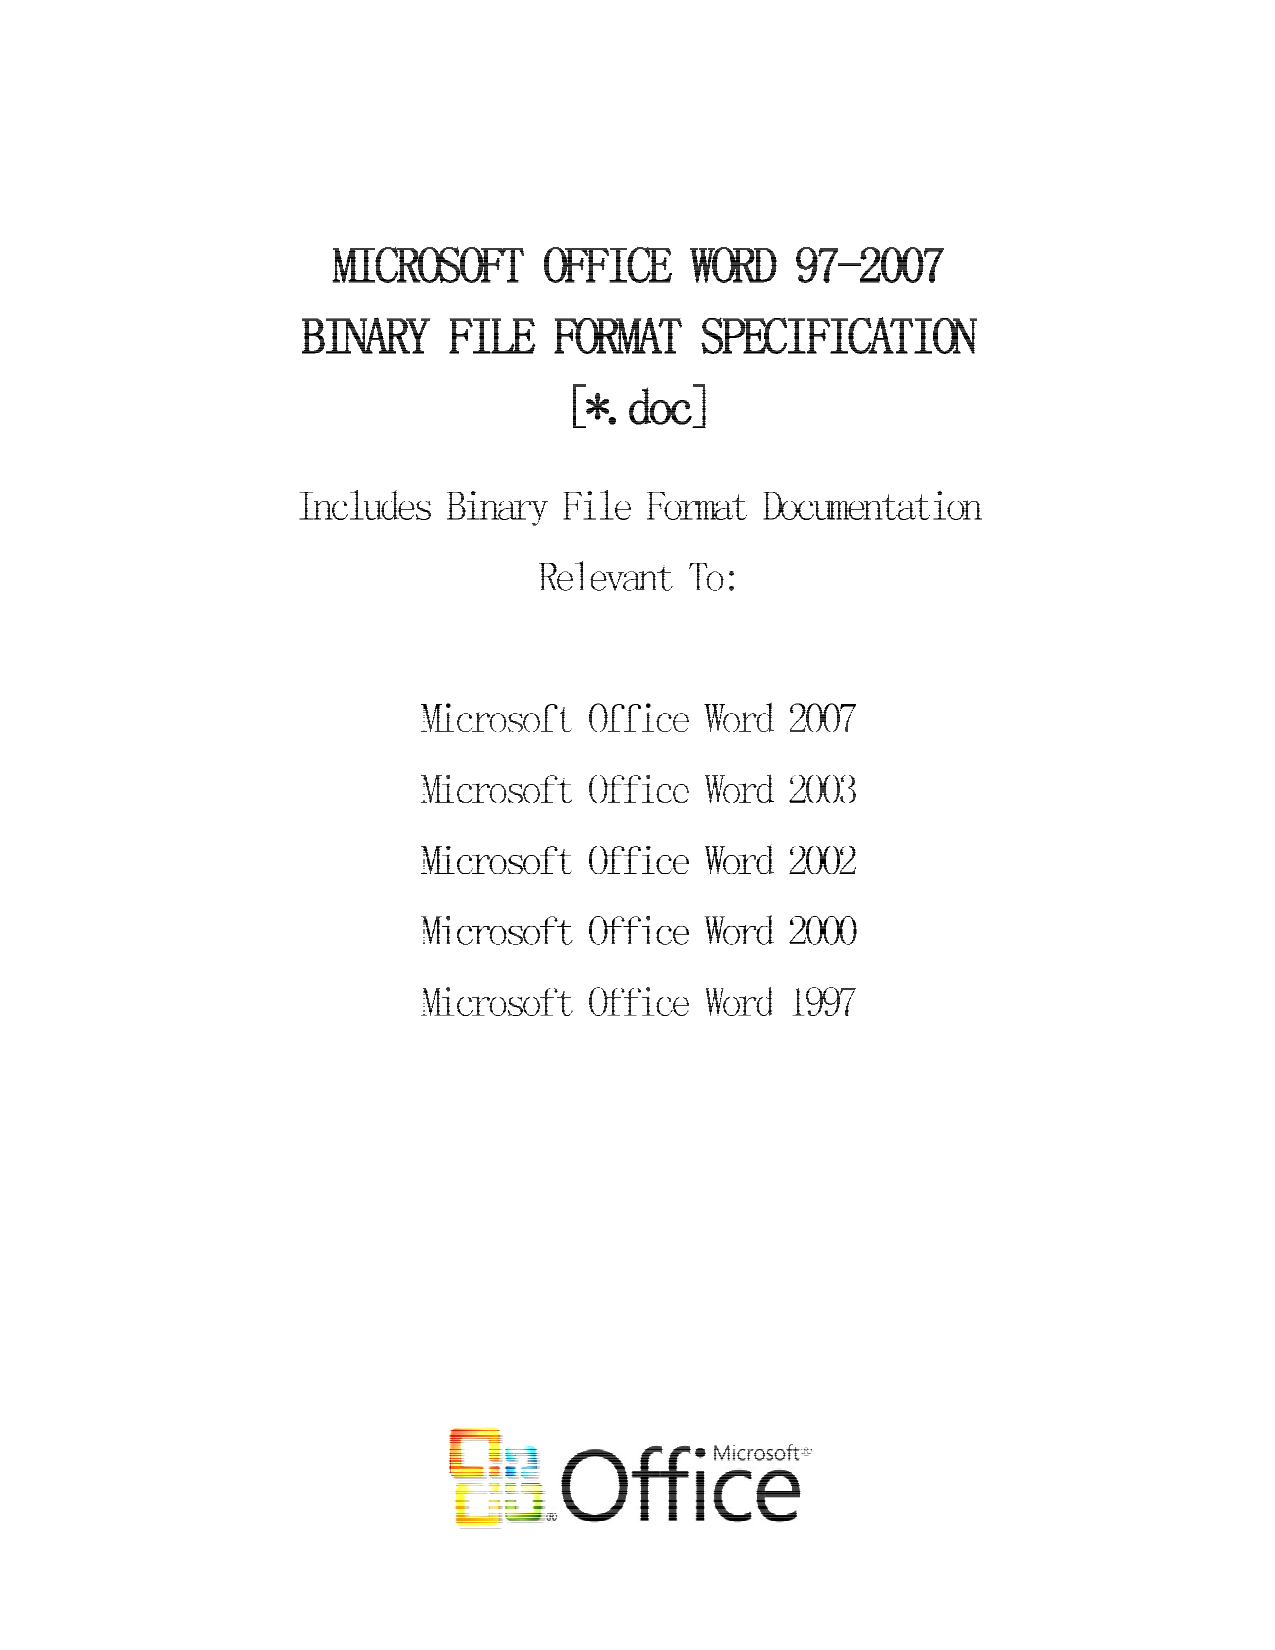 MICROSOFT OFFICE WORD 97-2007
BINARY FILE FORMAT SPECIFICATION
[*.doc]
Includes Binary File Format Documentation
Relevant To:
Microsoft Office Word 2007
Microsoft Office Word 2003
Microsoft Office Word 2002
Microsoft Office Word 2000
Microsoft Office Word 1997
Microsoft®
Office